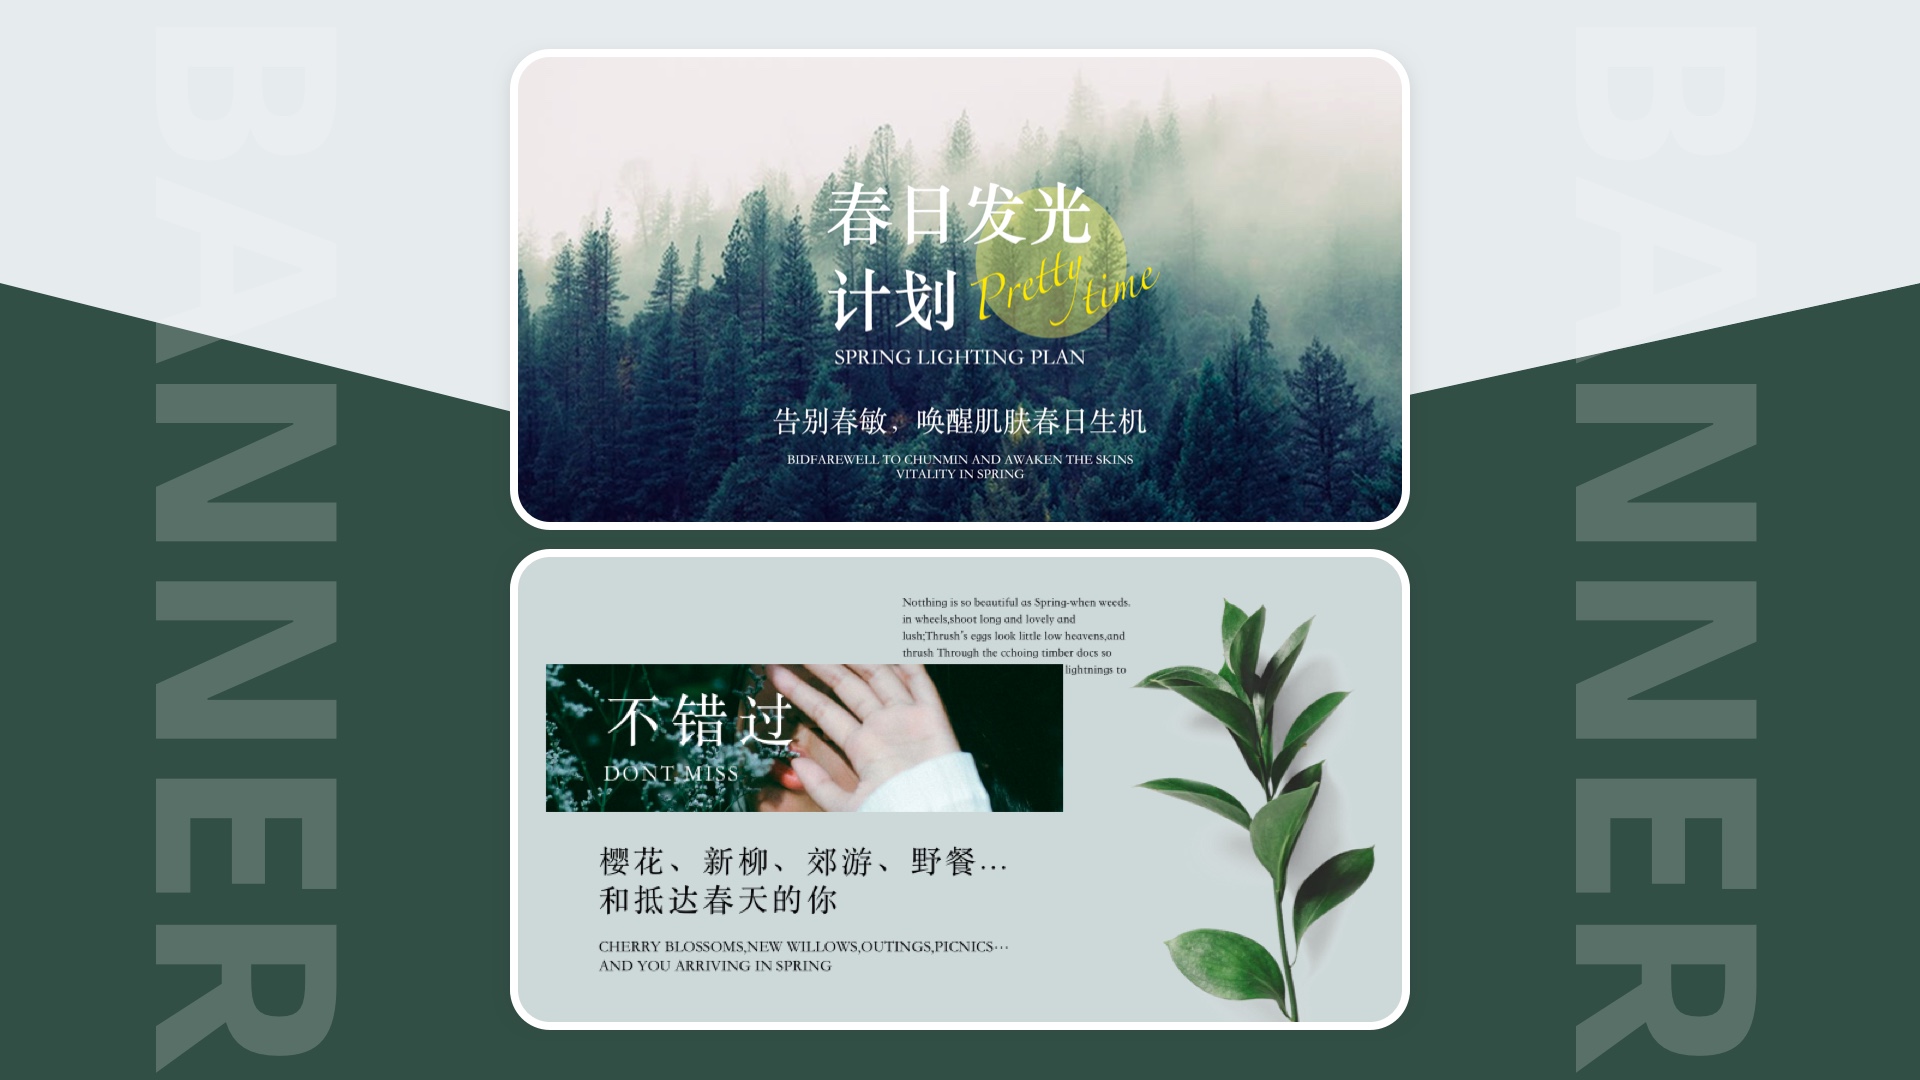 BANNER
春日发光
计划
Pretty time
SPRING LIGHTING PLAN
告别春敏，唤醒肌肤春日生机
BIDFAREWELL TO CHUNMIN AND AWAKEN THE SKINS
VITALITY IN SPRING
Notthing is so beautiful as Spring-when weeds.
in wheels,shoot long and lovely and
lush;Thrush's eggs look little low heavens,and
thrush Through the cchoing timber docs so
lightnings to
不错过
DONT MISS
樱花、新柳、郊游、野餐…
和抵达春天的你
CHERRY BLOSSOMS,NEW WILLOWS,OUTINGS,PICNICS…
AND YOU ARRIVING IN SPRING
BANNER